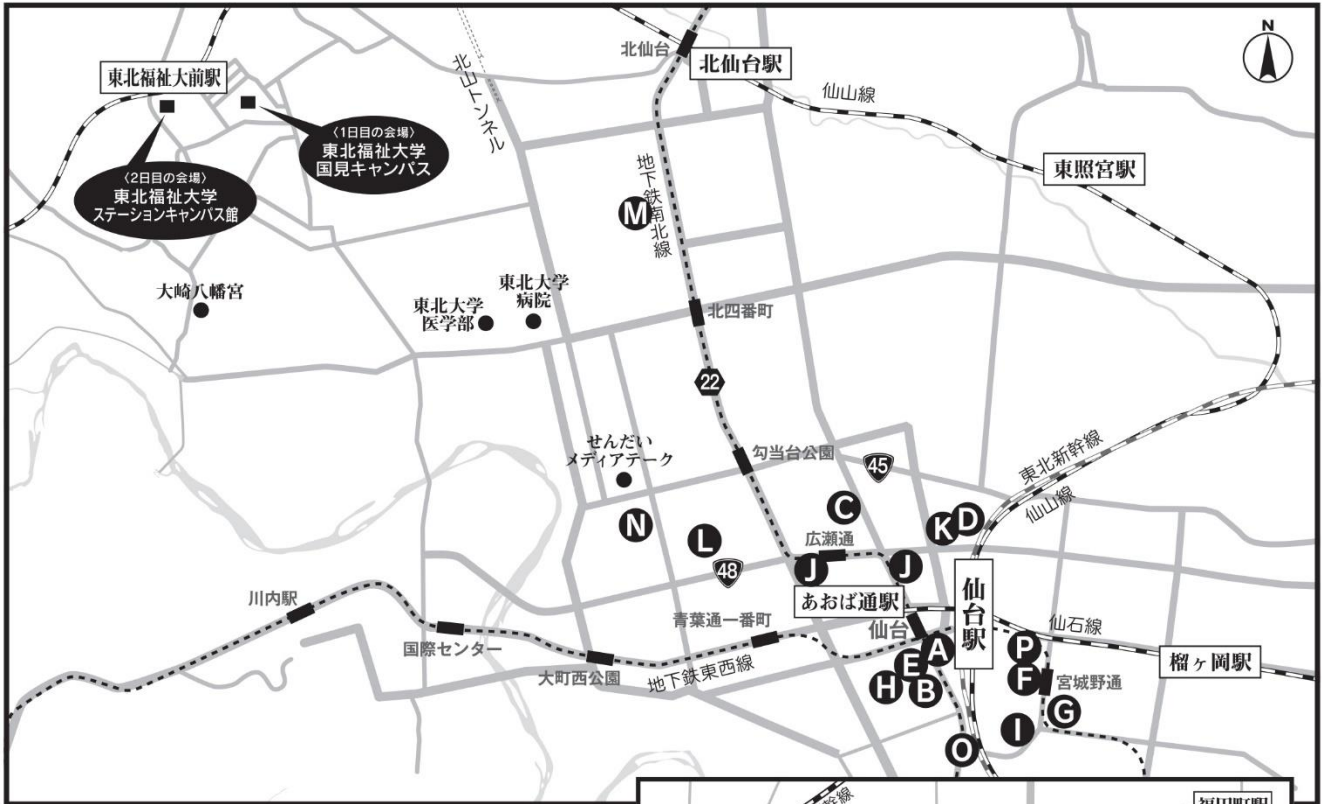 N
北仙台
北仙台駅
東北福祉大前駅
北山トンネル
仙山線
〈1日目の会場〉
東北福祉大学
国見キャンパス
東照宮駅
〈2日目の会場〉
東北福祉大学
ステーションキャンパス館
地下鉄南北線
M
大崎八幡宮
東北大学
医学部
東北大学
病院
北四番町
22
せんだい
メディアテーク
勾当台公園
45
東北新幹線
仙山線
C
N
L
K
D
広瀬通
48
J
J
仙台駅
あおば通駅
川内駅
青葉通一番町
仙台
仙石線
国際センター
A
P
榴ヶ岡駅
大町西公園
地下鉄東西線
E
F
宮城野通
H
B
G
I
O
幹線